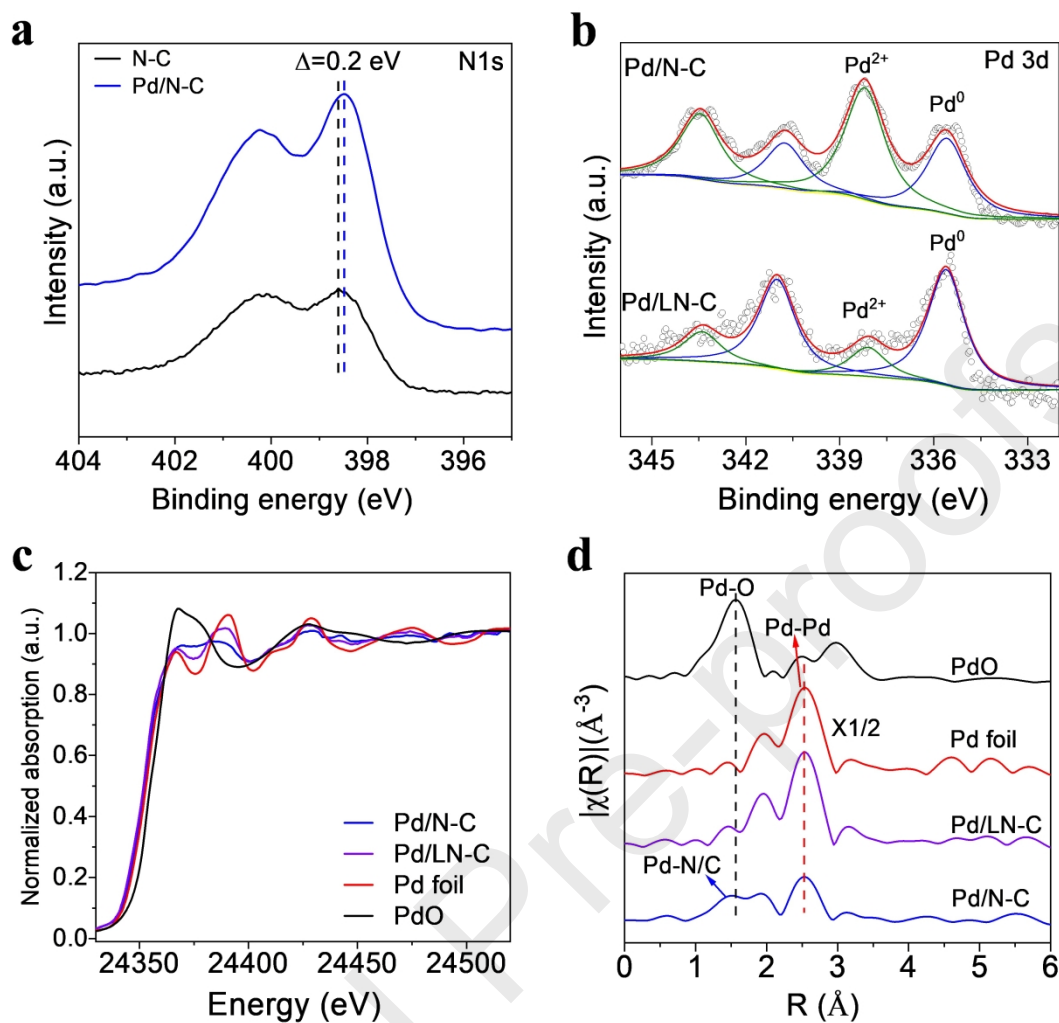 a
N-C
Pd/N-C
Δ=0.2 eV
N1s
Intensity (a.u.)
404 402 400 398 396
Binding energy (eV)
b
Pd/N-C
Pd²⁺
Pd⁰
Pd 3d
Pd/LN-C
Pd²⁺
Pd⁰
Intensity (a.u.)
345 342 339 336 333
Binding energy (eV)
c
Normalized absorption (a.u.)
1.2
1.0
0.8
0.6
0.4
0.2
0.0
Pd/N-C
Pd/LN-C
Pd foil
PdO
24350 24400 24450 24500
Energy (eV)
d
Pd-O
Pd-Pd
PdO
X1/2
Pd foil
Pd/LN-C
Pd-N/C
Pd/N-C
|χ(R)|(Å⁻³)
0 1 2 3 4 5 6
R (Å)
l Pre-proofs